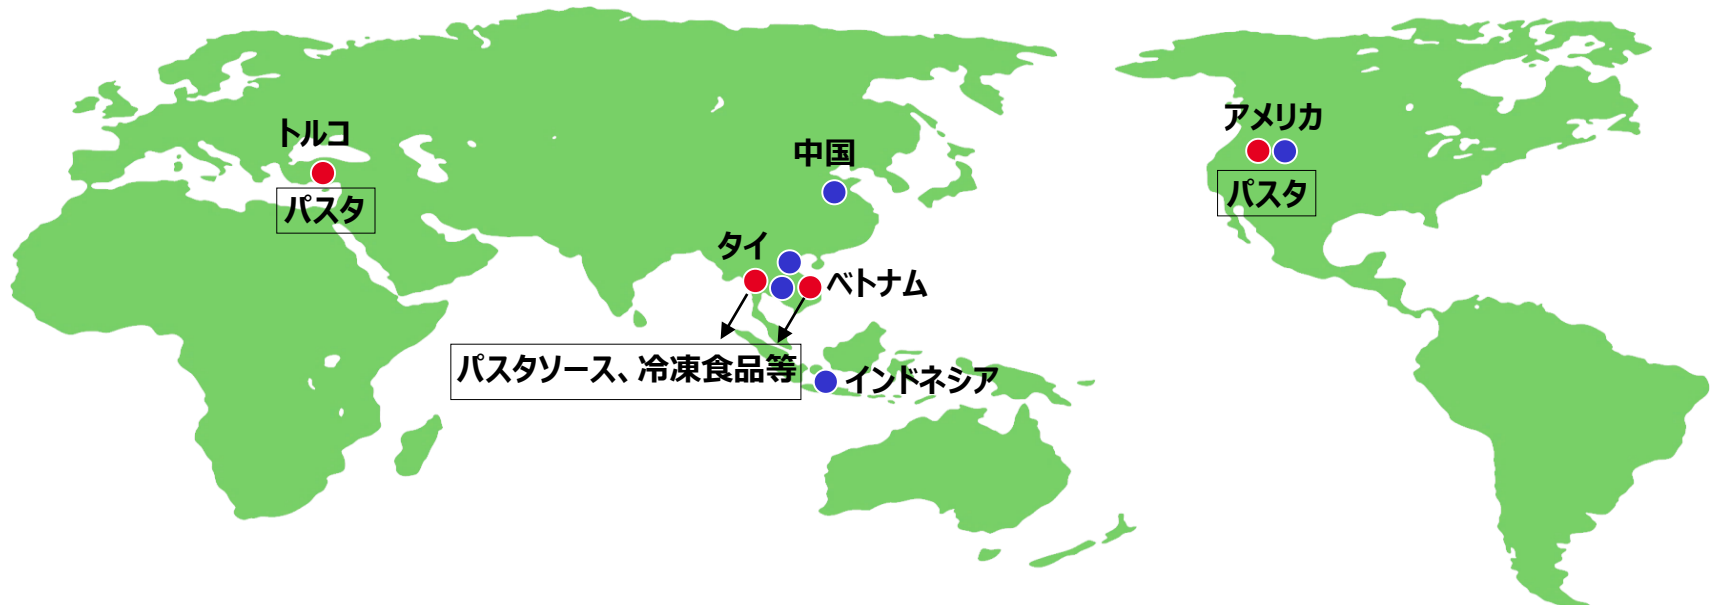 トルコ
パスタ
中国
タイ
ベトナム
パスタソース、冷凍食品等
インドネシア
アメリカ
パスタ